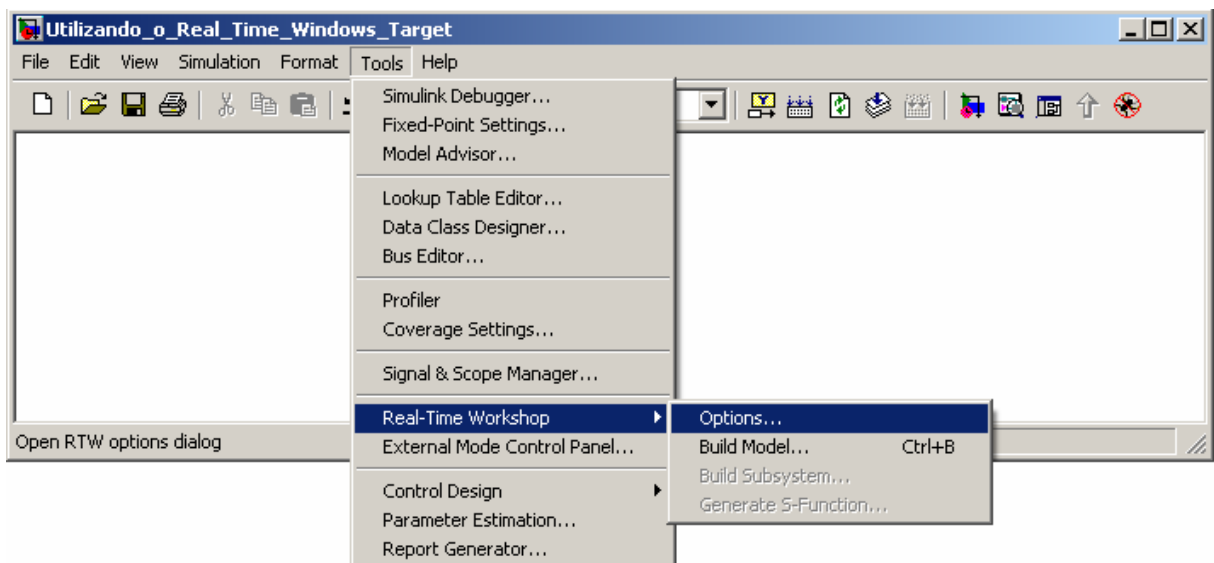 Utilizando_o_Real_Time_Windows_Target
File Edit View Simulation Format Tools Help
Simulink Debugger...
Fixed-Point Settings...
Model Advisor...
Lookup Table Editor...
Data Class Designer...
Bus Editor...
Profiler
Coverage Settings...
Signal & Scope Manager...
Real-Time Workshop
Options...
Open RTW options dialog
External Mode Control Panel...
Build Model... Ctrl+B
Build Subsystem...
Control Design
Generate S-Function...
Parameter Estimation...
Report Generator...